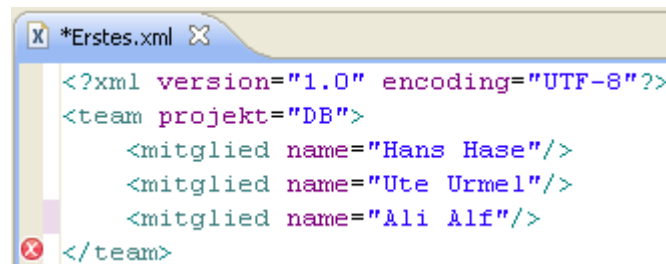 *Erstes.xml
<?xml version="1.0" encoding="UTF-8"?>
<team projekt="DB">
<mitglied name="Hans Hase"/>
<mitglied name="Ute Urmel"/>
<mitglied name="Ali Alf"/>
</team>